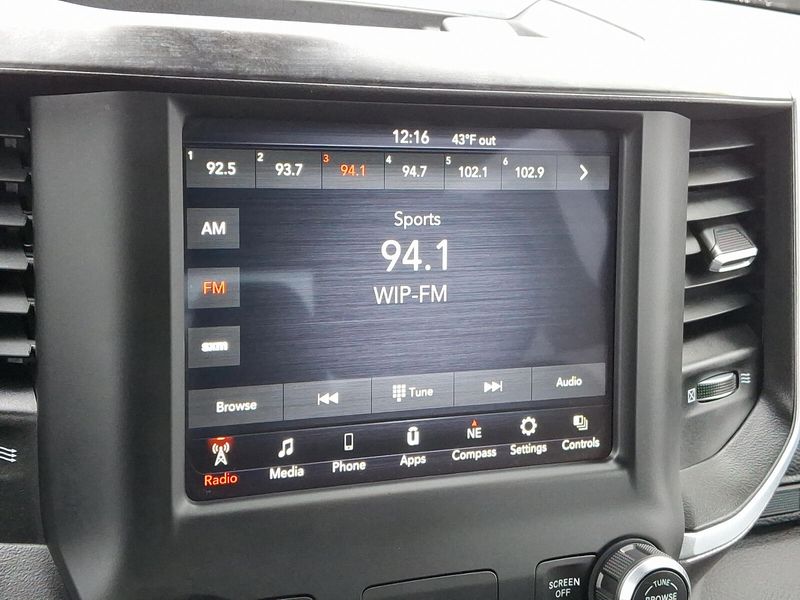 12:16 43°F out
1 92.5 2 93.7 3 94.1 4 94.7 5 102.1 6 102.9
AM
Sports
94.1
FM
WIP-FM
sxm
Browse Tune Audio
Radio Media Phone Apps NE Compass Settings Controls
SCREEN OFF
TUNE
BROWSE